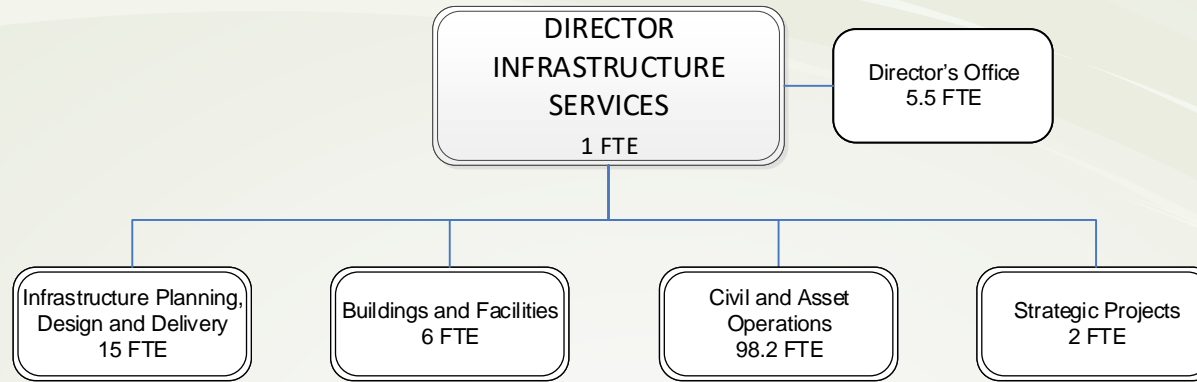 DIRECTOR
INFRASTRUCTURE
SERVICES
1 FTE
Director’s Office
5.5 FTE
Infrastructure Planning,
Design and Delivery
15 FTE
Buildings and Facilities
6 FTE
Civil and Asset
Operations
98.2 FTE
Strategic Projects
2 FTE